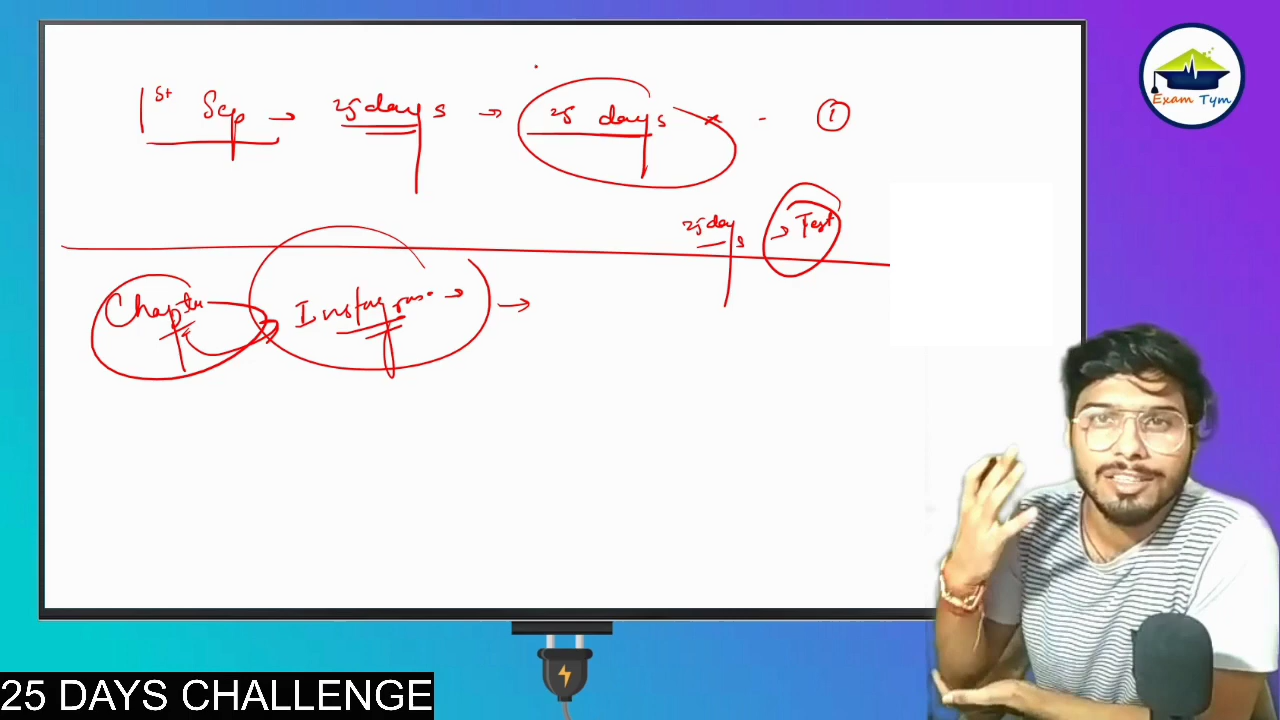 1st Sep → 25 days → 25 days - ①
Exam Tym
25 days → Test
Chapter Instagram → →
25 DAYS CHALLENGE